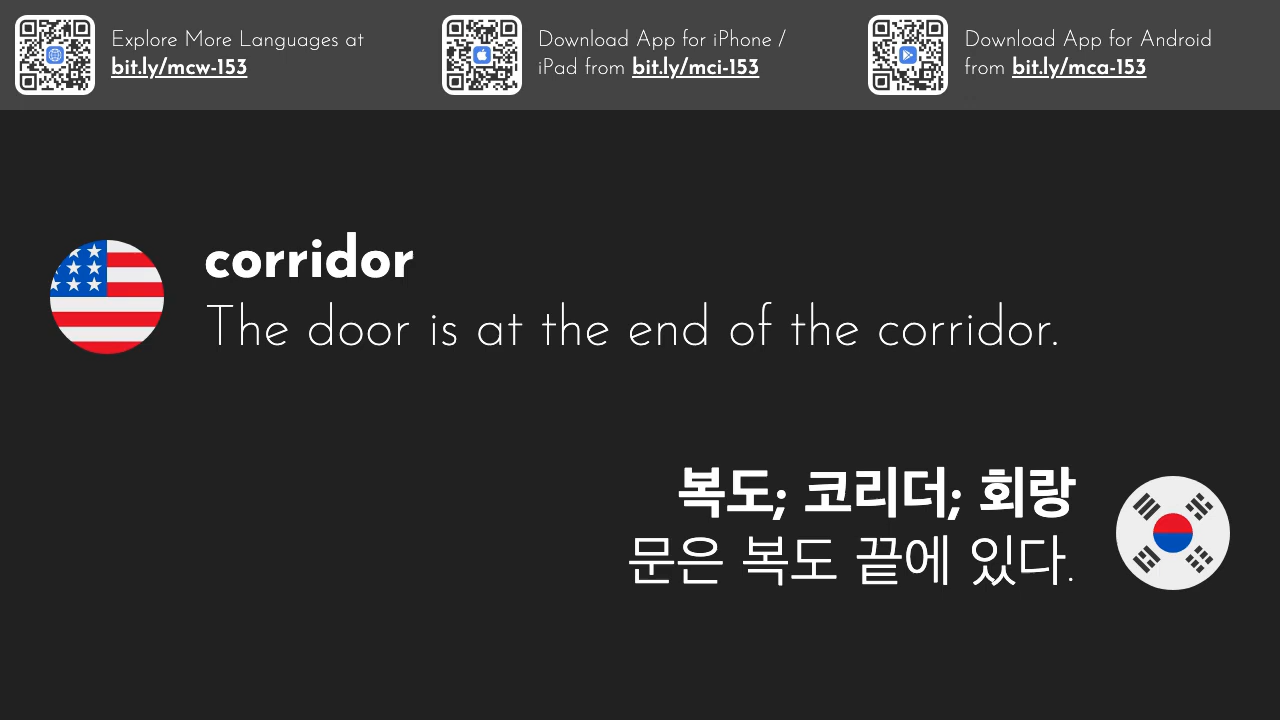 Explore More Languages at
bit.ly/mcw-153
Download App for iPhone /
iPad from bit.ly/mci-153
Download App for Android
from bit.ly/mca-153
corridor
The door is at the end of the corridor.
복도; 코리더; 회랑
문은 복도 끝에 있다.